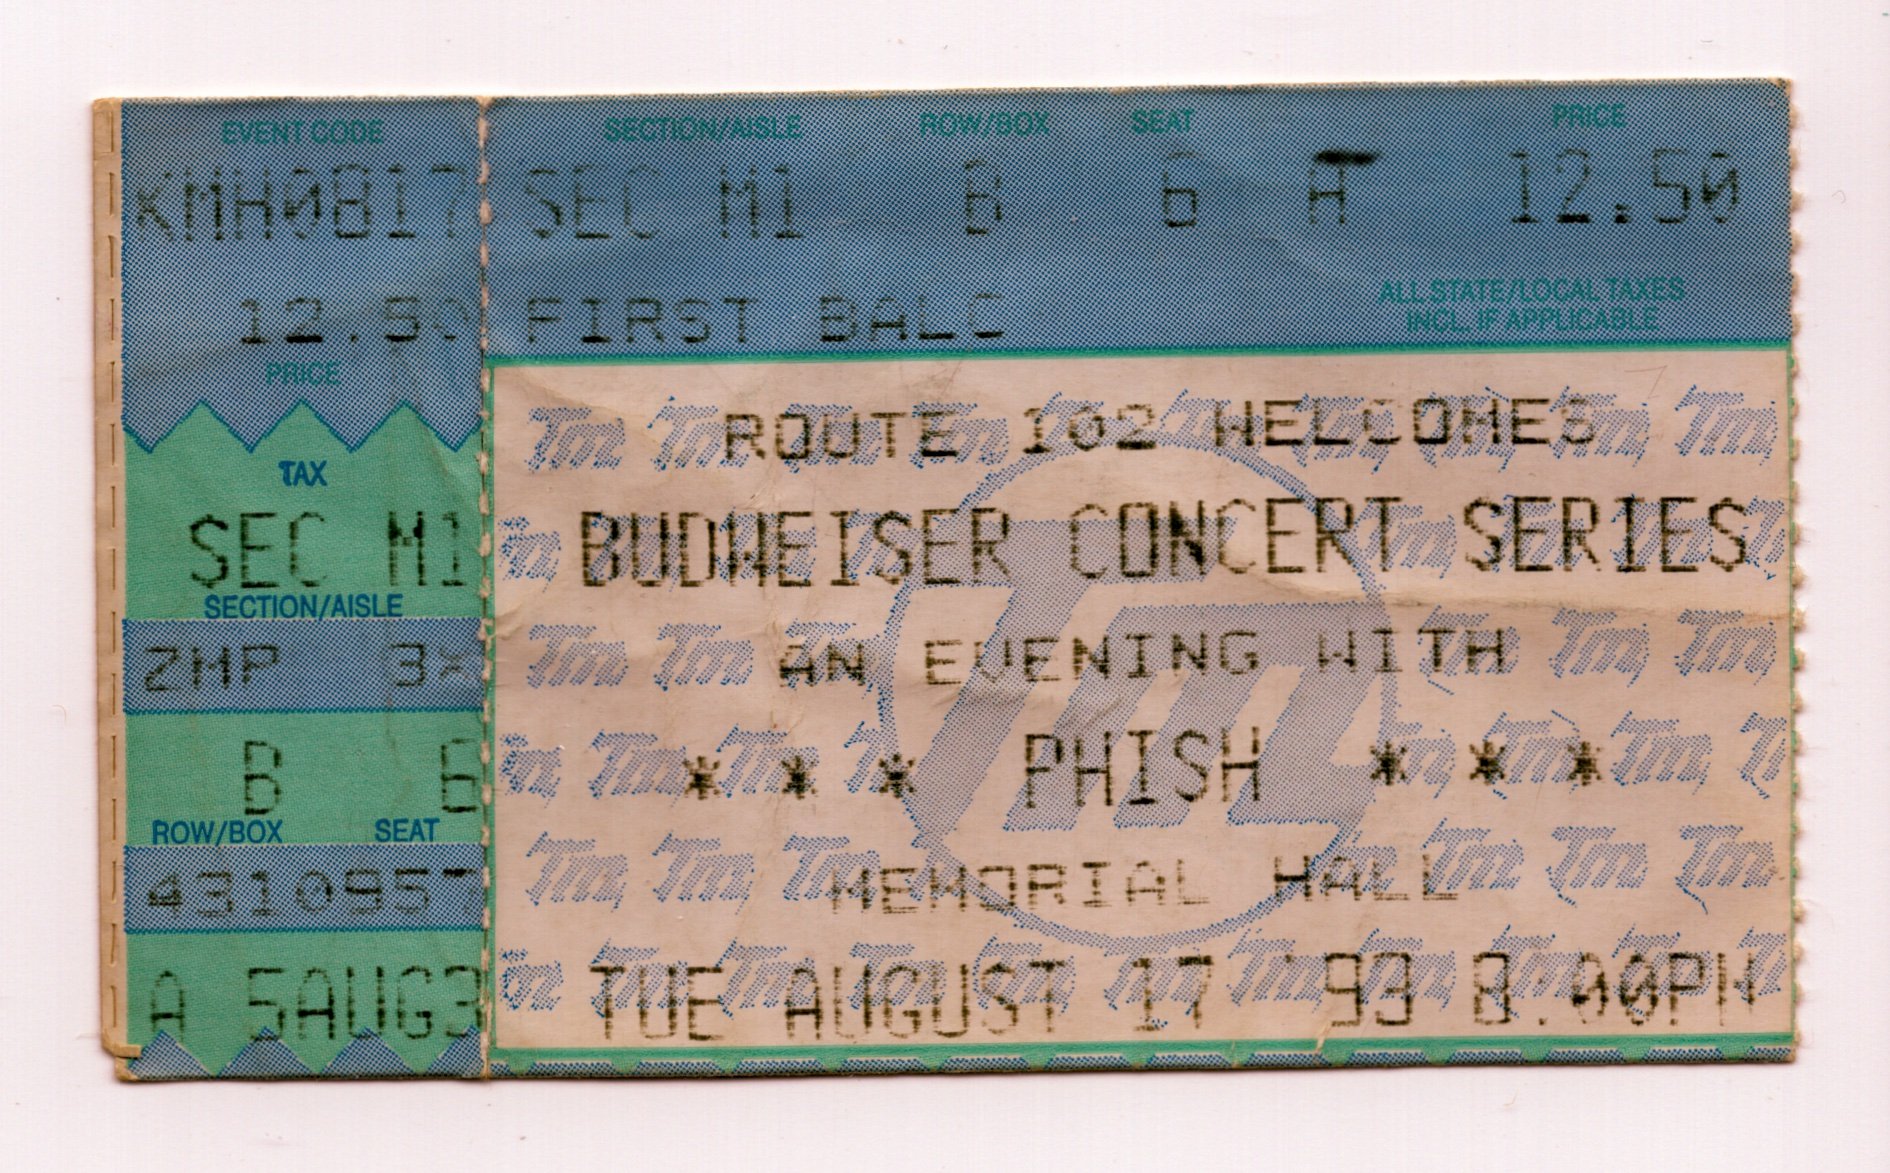 EVENT CODE
KMH0817
12.50
PRICE
TAX
SEC M1
SECTION/AISLE
ZMP 3X
B 6
ROW/BOX SEAT
4310957
A 5AUG3
SECTION/AISLE ROW/BOX SEAT PRICE
SEC M1 B 6 A 12.50
FIRST BALC
ALL STATE/LOCAL TAXES
INCL. IF APPLICABLE
ROUTE 102 WELCOMES
BUDWEISER CONCERT SERIES
AN EVENING WITH
* * * PHISH * * *
MEMORIAL HALL
TUE AUGUST 17 '93 8.00PM